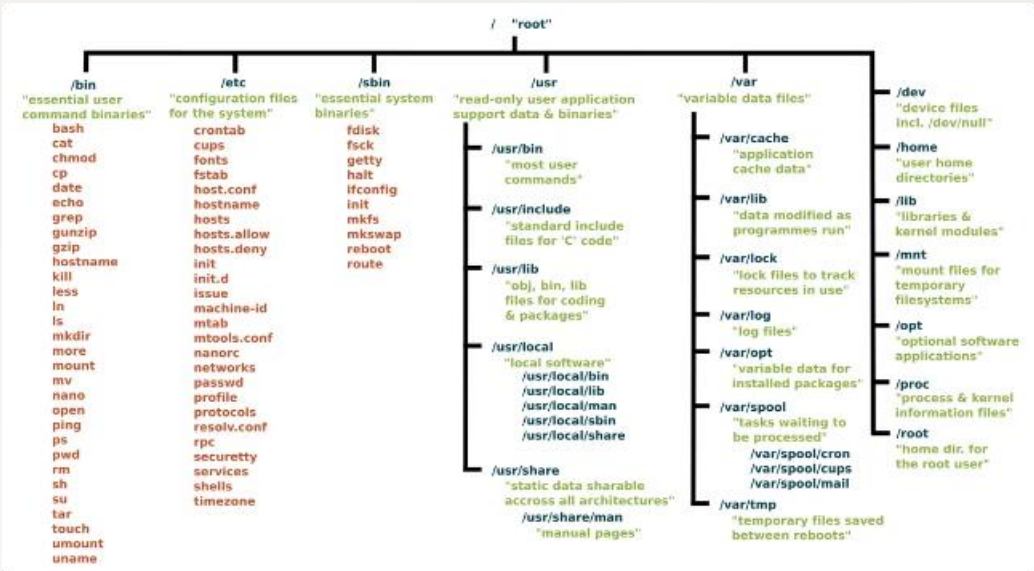 / "root"
/bin
"essential user
command binaries"
bash
cat
chmod
cp
date
echo
grep
gunzip
gzip
hostname
kill
less
ln
ls
mkdir
more
mount
mv
nano
open
ping
ps
pwd
rm
sh
su
tar
touch
umount
uname
/etc
"configuration files
for the system"
crontab
cups
fonts
fstab
host.conf
hostname
hosts
hosts.allow
hosts.deny
init
init.d
issue
machine-id
mtab
mtools.conf
nanorc
networks
passwd
profile
protocols
resolv.conf
rpc
securetty
services
shells
timezone
/sbin
"essential system
binaries"
fdisk
fsck
getty
halt
ifconfig
init
mkfs
mkswap
reboot
route
/usr
"read-only user application
support data & binaries"
/usr/bin
"most user
commands"
/usr/include
"standard include
files for 'C' code"
/usr/lib
"obj, bin, lib
files for coding
& packages"
/usr/local
"local software"
/usr/local/bin
/usr/local/lib
/usr/local/man
/usr/local/sbin
/usr/local/share
/usr/share
"static data sharable
accross all architectures"
/usr/share/man
"manual pages"
/var
"variable data files"
/var/cache
"application
cache data"
/var/lib
"data modified as
programmes run"
/var/lock
"lock files to track
resources in use"
/var/log
"log files"
/var/opt
"variable data for
installed packages"
/var/spool
"tasks waiting to
be processed"
/var/spool/cron
/var/spool/cups
/var/spool/mail
/var/tmp
"temporary files saved
between reboots"
/dev
"device files
incl. /dev/null"
/home
"user home
directories"
/lib
"libraries &
kernel modules"
/mnt
"mount files for
temporary
filesystems"
/opt
"optional software
applications"
/proc
"process & kernel
information files"
/root
"home dir. for
the root user"